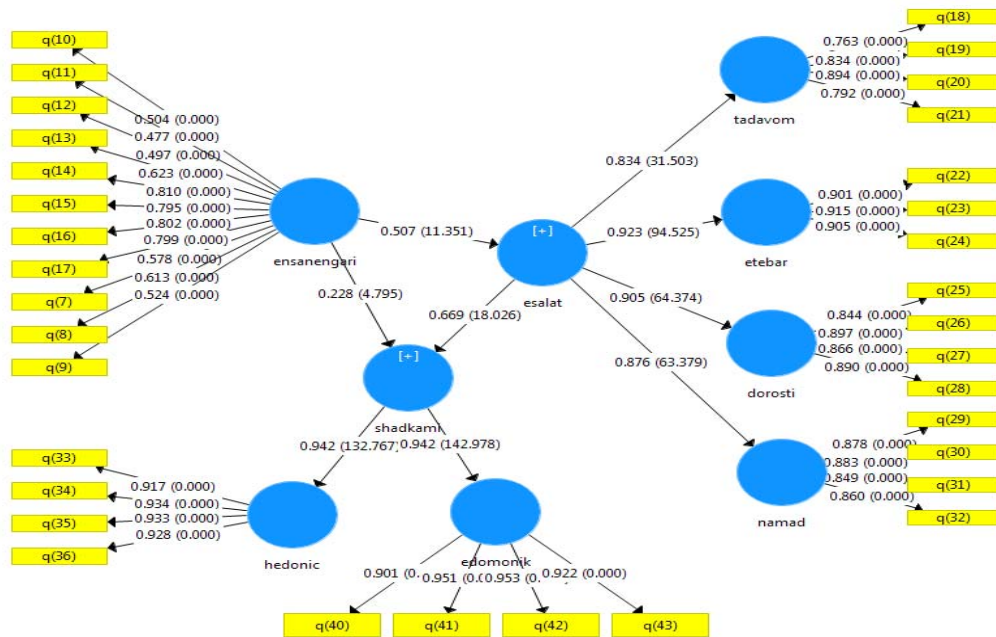 q(10)
q(11)
q(12)
q(13)
q(14)
q(15)
q(16)
q(17)
q(7)
q(8)
q(9)
0.504 (0.000)
0.477 (0.000)
0.497 (0.000)
0.623 (0.000)
0.810 (0.000)
0.795 (0.000)
0.802 (0.000)
0.799 (0.000)
0.578 (0.000)
0.613 (0.000)
0.524 (0.000)
ensanengari
0.507 (11.351)
0.228 (4.795)
[+]
esalat
0.669 (18.026)
[+]
shadkami
0.834 (31.503)
0.923 (94.525)
0.905 (64.374)
0.876 (63.379)
tadavom
0.763 (0.000)
0.834 (0.000)
0.894 (0.000)
0.792 (0.000)
q(18)
q(19)
q(20)
q(21)
etebar
0.901 (0.000)
0.915 (0.000)
0.905 (0.000)
q(22)
q(23)
q(24)
dorosti
0.844 (0.000)
0.897 (0.000)
0.866 (0.000)
0.890 (0.000)
q(25)
q(26)
q(27)
q(28)
namad
0.878 (0.000)
0.883 (0.000)
0.849 (0.000)
0.860 (0.000)
q(29)
q(30)
q(31)
q(32)
0.942 (132.767)
0.942 (142.978)
q(33)
q(34)
q(35)
q(36)
0.917 (0.000)
0.934 (0.000)
0.933 (0.000)
0.928 (0.000)
hedonic
edomonik
0.901 (0.
0.951 (0.
0.953 (0.
0.922 (0.000)
q(40)
q(41)
q(42)
q(43)